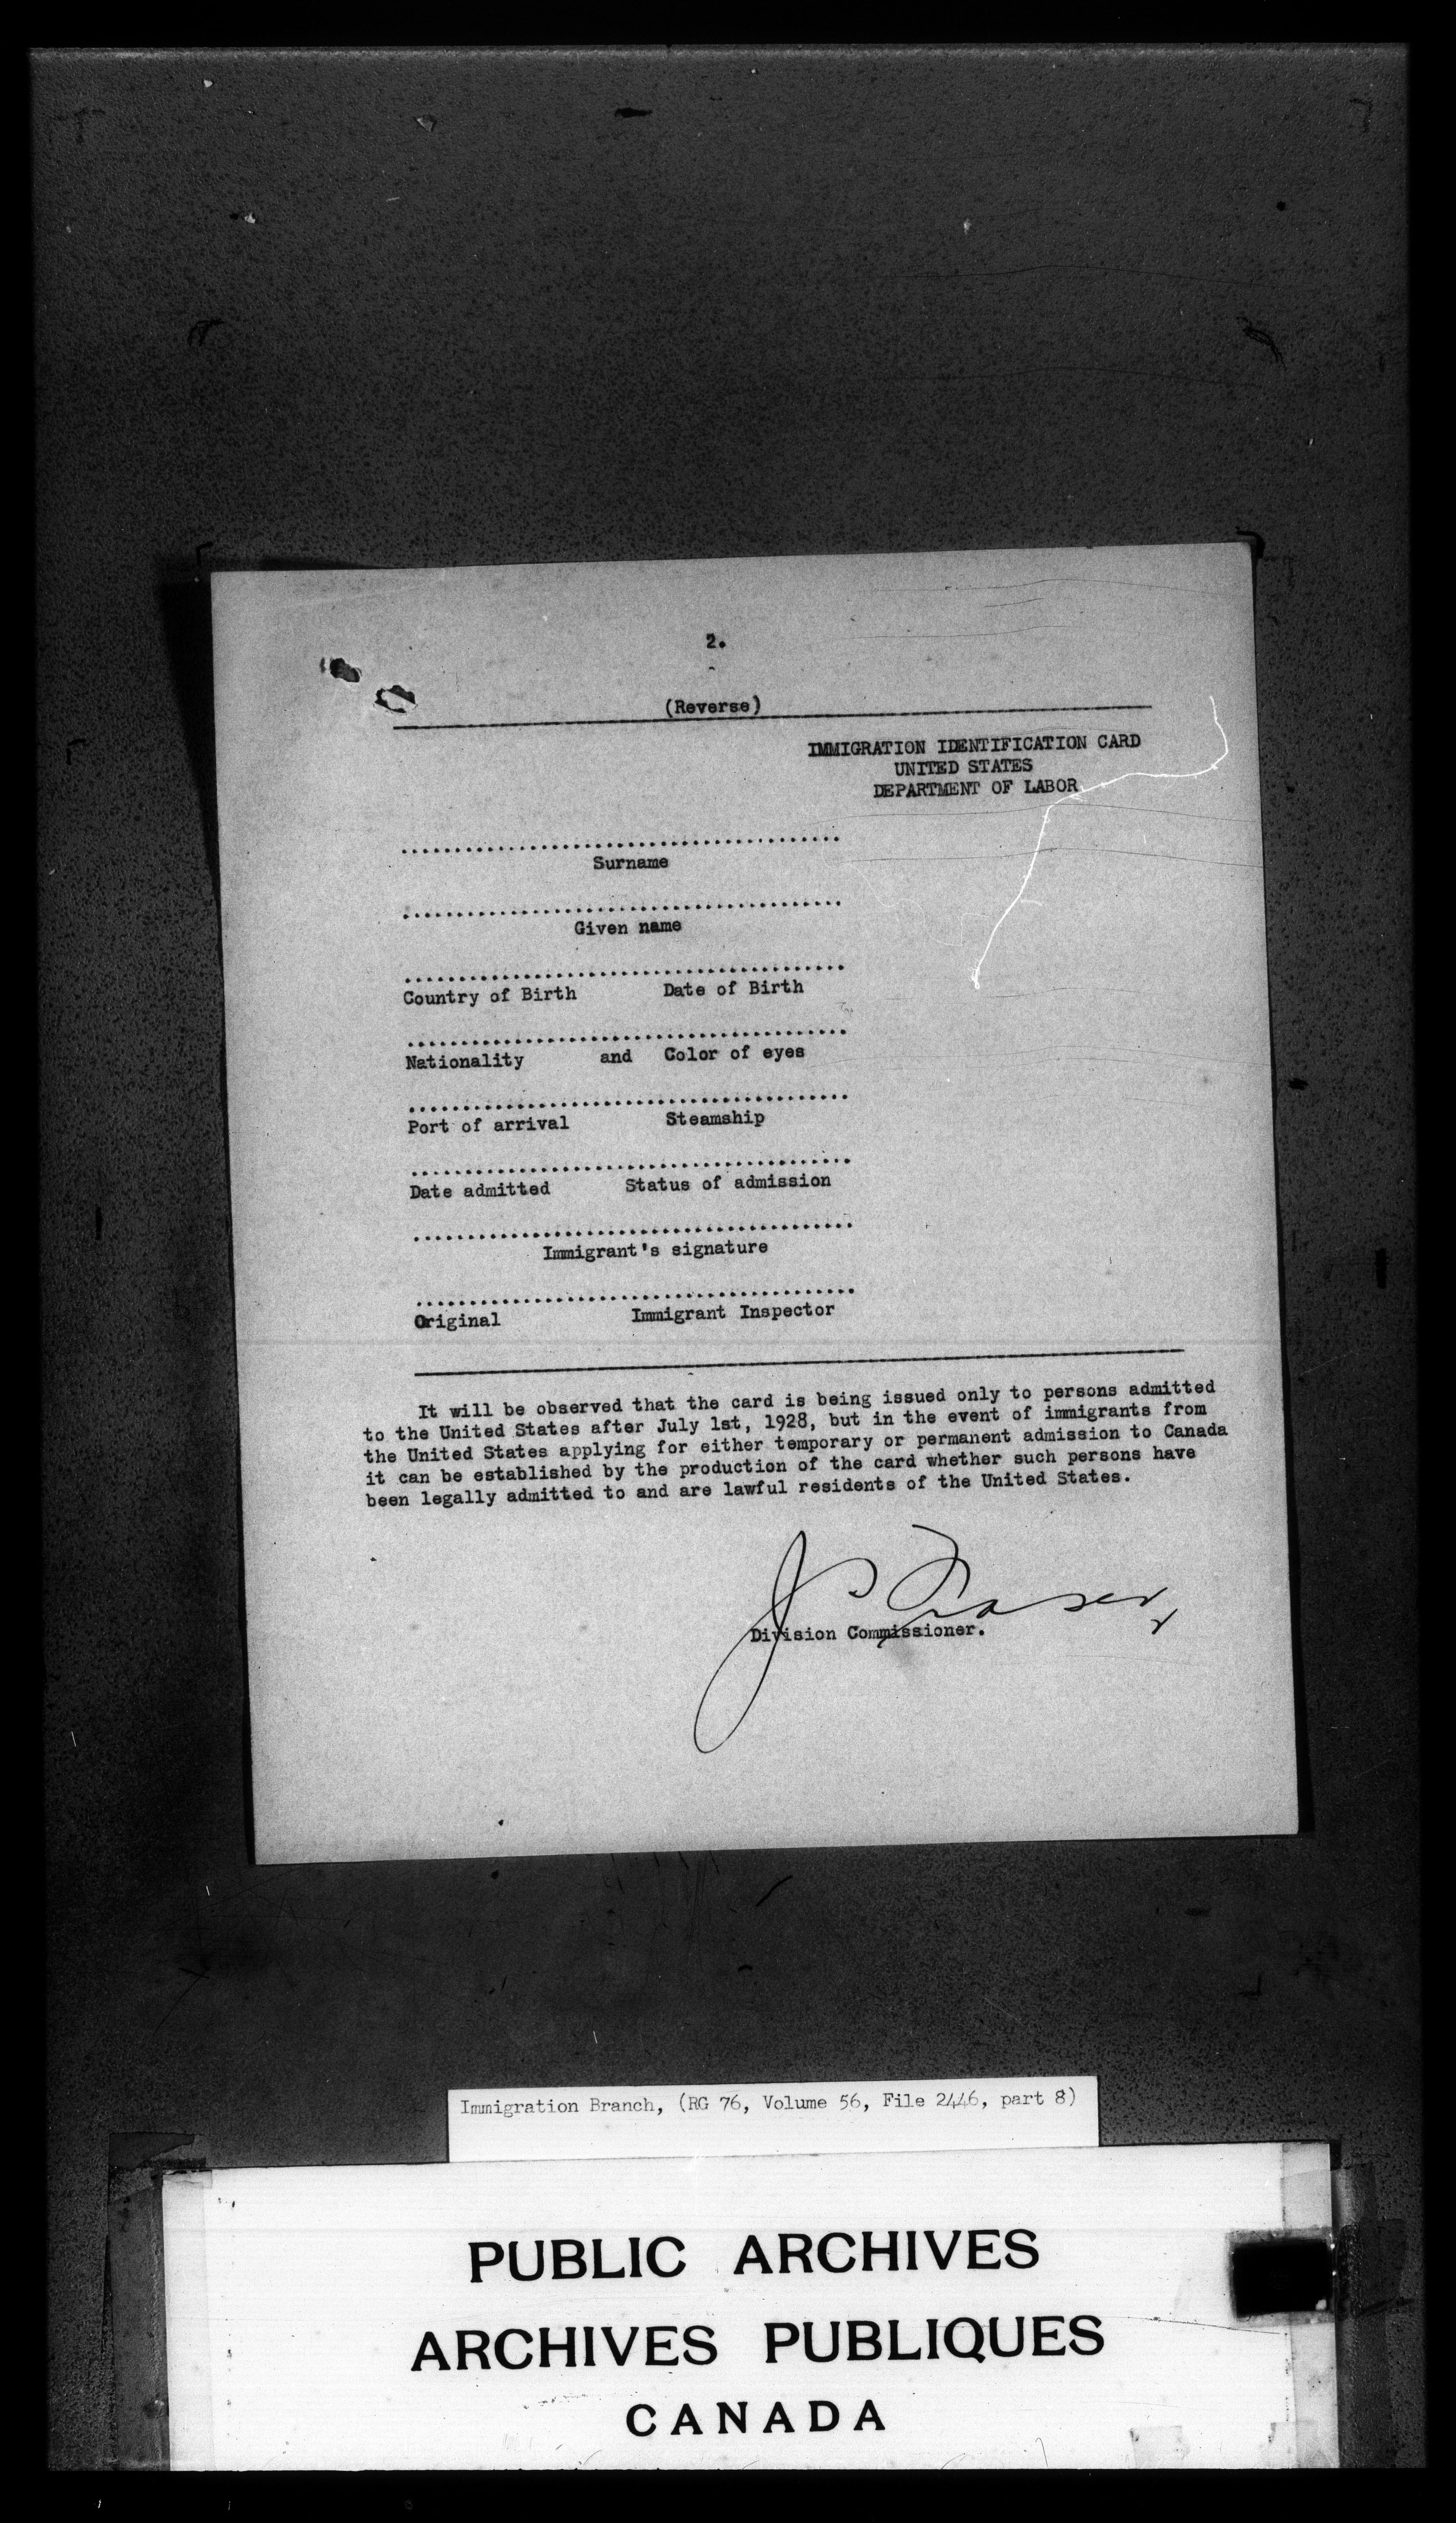 2.
(Reverse)
IMMIGRATION IDENTIFICATION CARD
UNITED STATES
DEPARTMENT OF LABOR
Surname
Given name
Country of Birth Date of Birth
Nationality and Color of eyes
Port of arrival Steamship
Date admitted Status of admission
Immigrant's signature
Original Immigrant Inspector
It will be observed that the card is being issued only to persons admitted
to the United States after July 1st, 1928, but in the event of immigrants from
the United States applying for either temporary or permanent admission to Canada
it can be established by the production of the card whether such persons have
been legally admitted to and are lawful residents of the United States.
Fraser
Division Commissioner.
Immigration Branch, (RG 76, Volume 56, File 2446, part 8)
PUBLIC ARCHIVES
ARCHIVES PUBLIQUES
CANADA